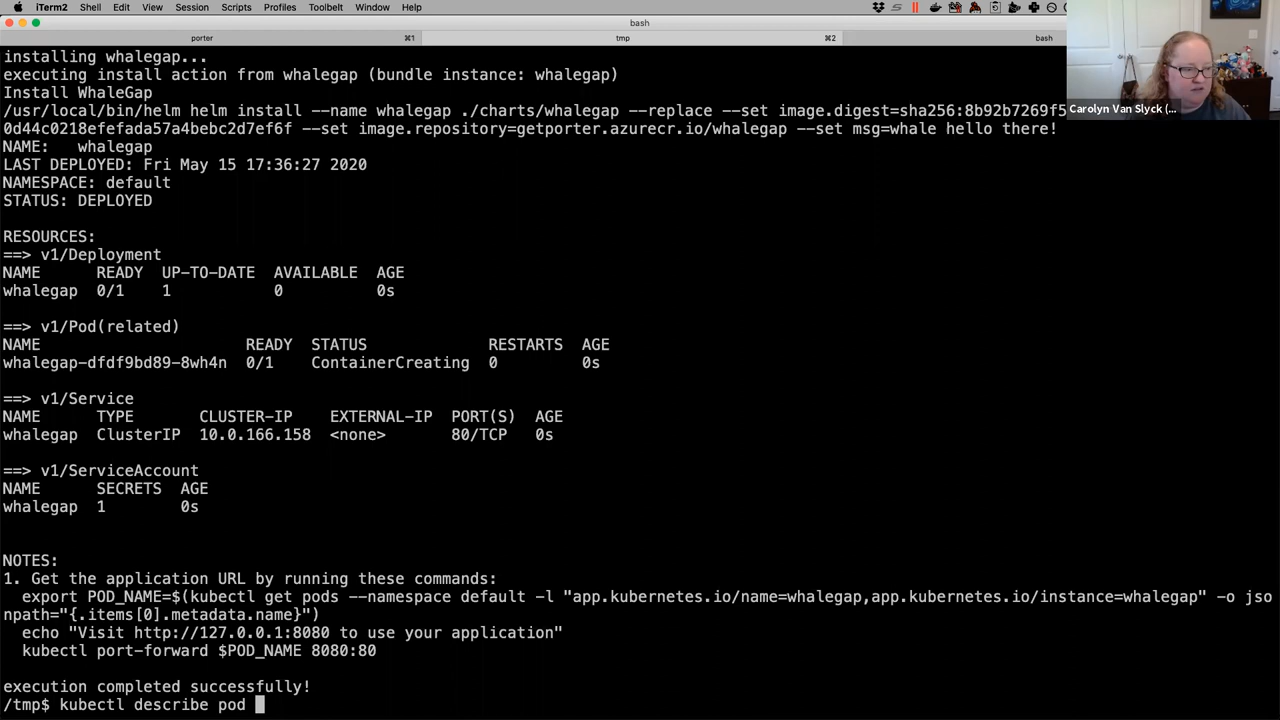 iTerm2 Shell Edit View Session Scripts Profiles Toolbelt Window Help
bash
porter ⌘1 tmp ⌘2 bash
installing whalegap...
executing install action from whalegap (bundle instance: whalegap)
Install WhaleGap
/usr/local/bin/helm helm install --name whalegap ./charts/whalegap --replace --set image.digest=sha256:8b92b7269f5
0d44c0218efefada57a4bebc2d7ef6f --set image.repository=getporter.azurecr.io/whalegap --set msg=whale hello there!
Carolyn Van Slyck (...
NAME: whalegap
LAST DEPLOYED: Fri May 15 17:36:27 2020
NAMESPACE: default
STATUS: DEPLOYED
RESOURCES:
==> v1/Deployment
NAME READY UP-TO-DATE AVAILABLE AGE
whalegap 0/1 1 0 0s
==> v1/Pod(related)
NAME READY STATUS RESTARTS AGE
whalegap-dfdf9bd89-8wh4n 0/1 ContainerCreating 0 0s
==> v1/Service
NAME TYPE CLUSTER-IP EXTERNAL-IP PORT(S) AGE
whalegap ClusterIP 10.0.166.158 <none> 80/TCP 0s
==> v1/ServiceAccount
NAME SECRETS AGE
whalegap 1 0s
NOTES:
1. Get the application URL by running these commands:
export POD_NAME=$(kubectl get pods --namespace default -l "app.kubernetes.io/name=whalegap,app.kubernetes.io/instance=whalegap" -o jso
npath="{.items[0].metadata.name}")
echo "Visit http://127.0.0.1:8080 to use your application"
kubectl port-forward $POD_NAME 8080:80
execution completed successfully!
/tmp$ kubectl describe pod